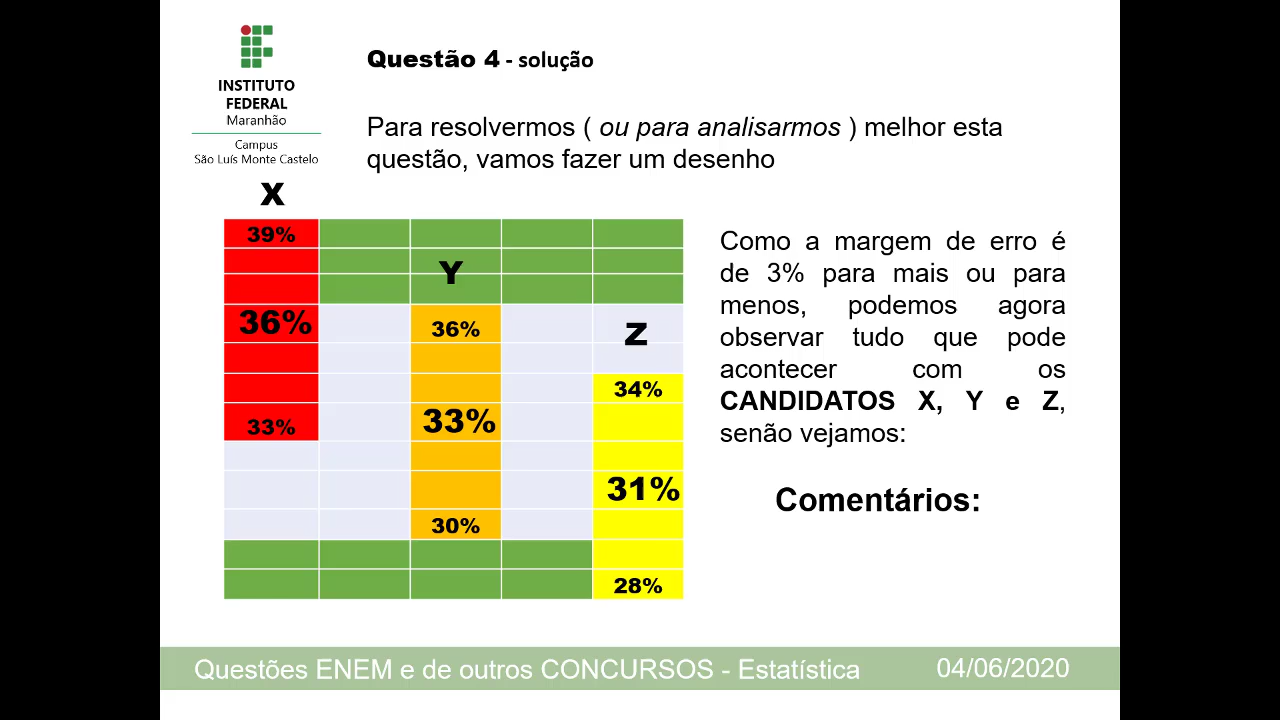 INSTITUTO
FEDERAL
Maranhão
Campus
São Luís Monte Castelo
Questão 4 - solução
Para resolvermos ( ou para analisarmos ) melhor esta
questão, vamos fazer um desenho
X
39%
Y
36%
36%
Z
34%
33%
33%
31%
30%
28%
Como a margem de erro é
de 3% para mais ou para
menos, podemos agora
observar tudo que pode
acontecer com os
CANDIDATOS X, Y e Z,
senão vejamos:
Comentários:
Questões ENEM e de outros CONCURSOS - Estatística
04/06/2020